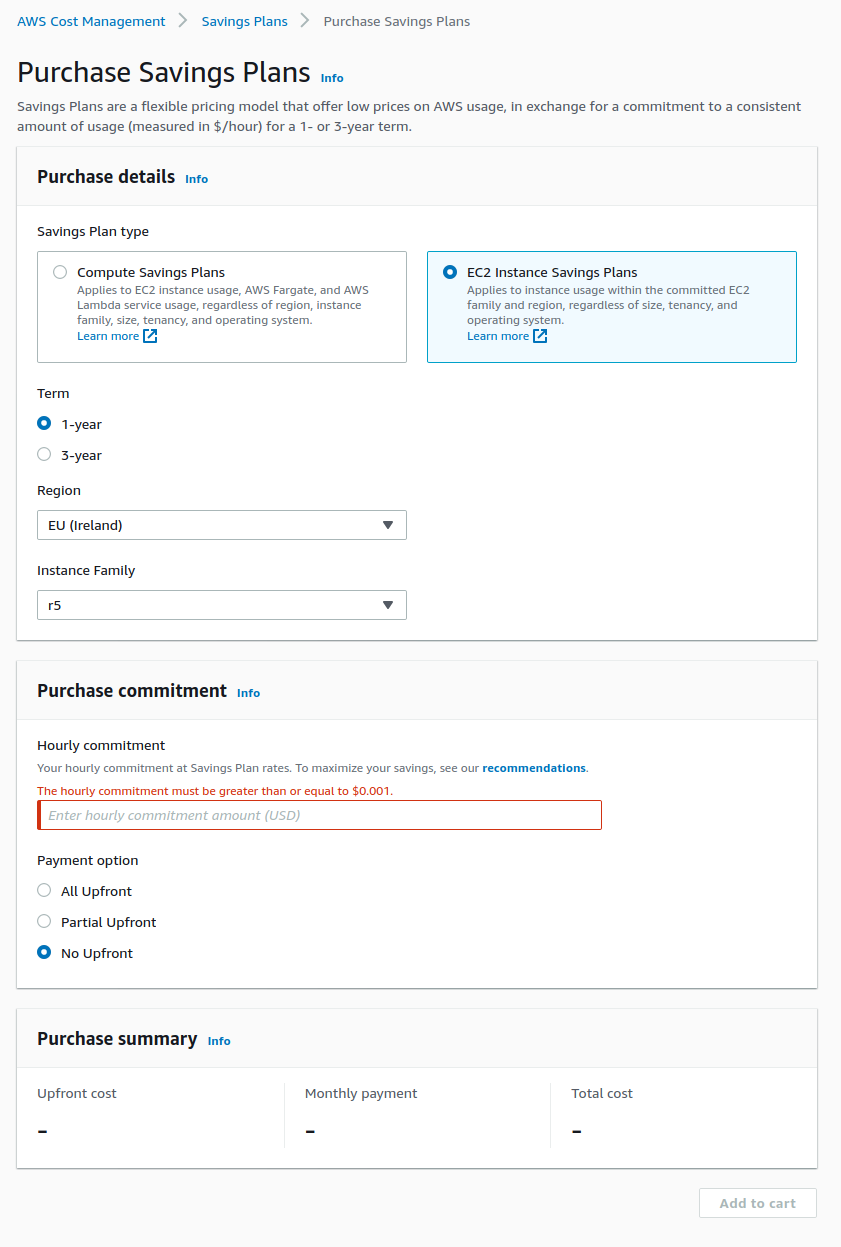 AWS Cost Management > Savings Plans > Purchase Savings Plans
Purchase Savings Plans Info
Savings Plans are a flexible pricing model that offer low prices on AWS usage, in exchange for a commitment to a consistent
amount of usage (measured in $/hour) for a 1- or 3-year term.
Purchase details Info
Savings Plan type
Compute Savings Plans
Applies to EC2 instance usage, AWS Fargate, and AWS
Lambda service usage, regardless of region, instance
family, size, tenancy, and operating system.
Learn more
EC2 Instance Savings Plans
Applies to instance usage within the committed EC2
family and region, regardless of size, tenancy, and
operating system.
Learn more
Term
1-year
3-year
Region
EU (Ireland)
Instance Family
r5
Purchase commitment Info
Hourly commitment
Your hourly commitment at Savings Plan rates. To maximize your savings, see our recommendations.
The hourly commitment must be greater than or equal to $0.001.
Enter hourly commitment amount (USD)
Payment option
All Upfront
Partial Upfront
No Upfront
Purchase summary Info
Upfront cost
–
Monthly payment
–
Total cost
–
Add to cart